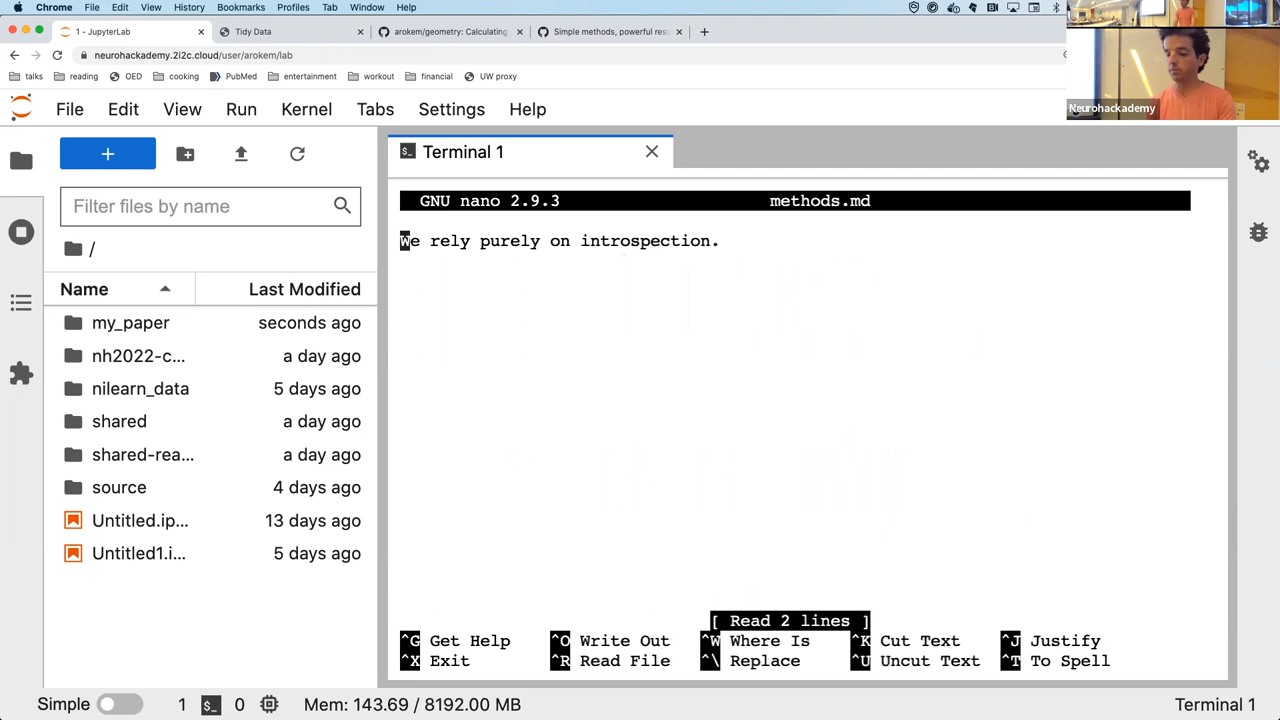 Chrome File Edit View History Bookmarks Profiles Tab Window Help
1 - JupyterLab × Tidy Data × arokem/geometry: Calculating × Simple methods, powerful res × +
neurohackademy.2i2c.cloud/user/arokem/lab
talks reading OED cooking PubMed entertainment workout financial UW proxy
Neurohackademy
File Edit View Run Kernel Tabs Settings Help
+
Terminal 1 ×
Filter files by name
/
Name Last Modified
my_paper seconds ago
nh2022-c... a day ago
nilearn_data 5 days ago
shared a day ago
shared-rea... a day ago
source 4 days ago
Untitled.ip... 13 days ago
Untitled1.i... 5 days ago
GNU nano 2.9.3 methods.md
We rely purely on introspection.
[ Read 2 lines ]
^G Get Help ^O Write Out ^W Where Is ^K Cut Text ^J Justify
^X Exit ^R Read File ^\ Replace ^U Uncut Text ^T To Spell
Simple 1 $_ 0 Mem: 143.69 / 8192.00 MB Terminal 1